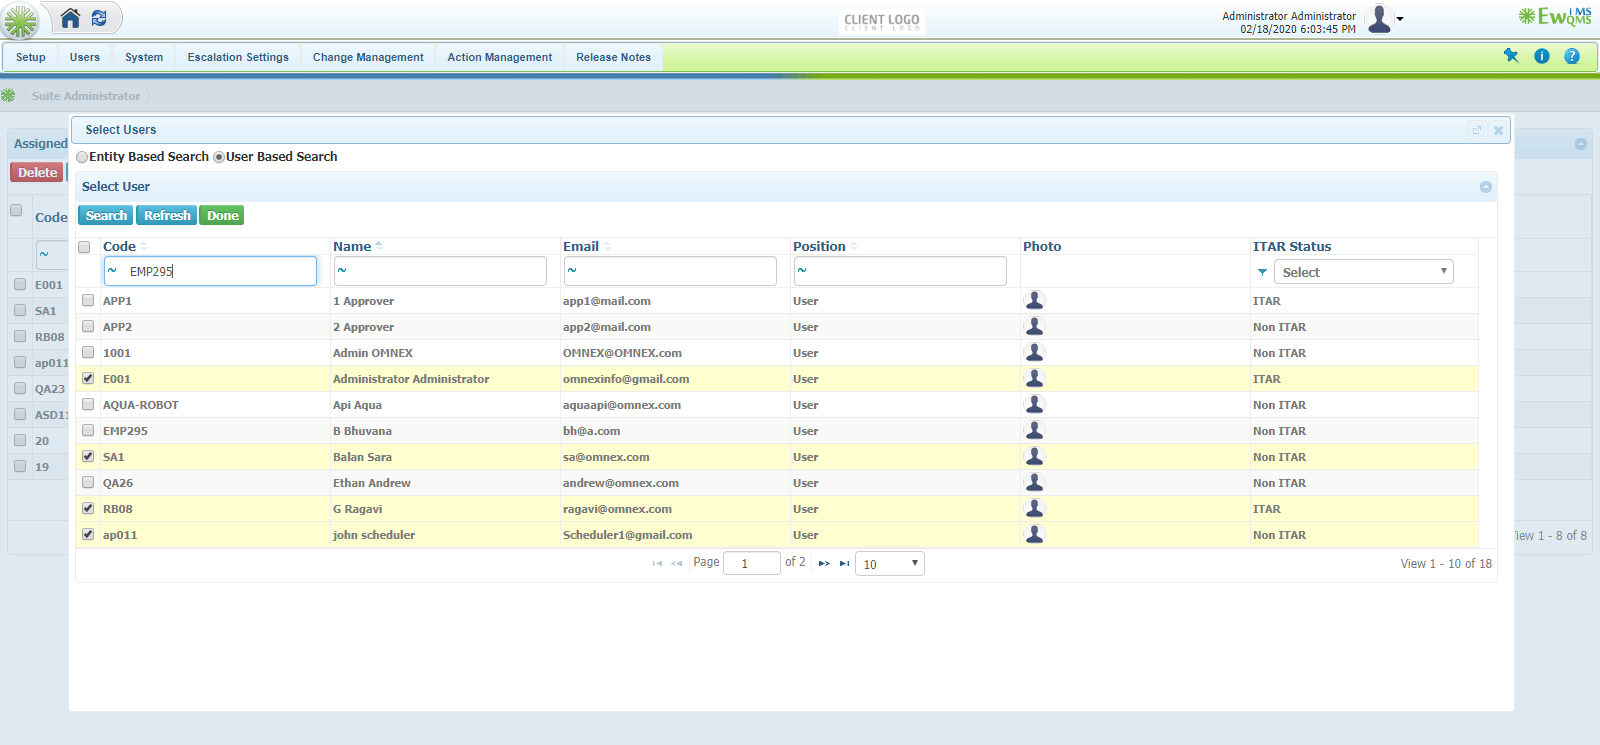 CLIENT LOGO
CLIENT LOGO
Administrator Administrator
02/18/2020 6:03:45 PM
EwIMS
QMS
Setup Users System Escalation Settings Change Management Action Management Release Notes
Suite Administrator
Assigned
Delete
Code
~
E001
SA1
RB08
ap011
QA23
ASD11
20
19
View 1 - 8 of 8
Select Users
Entity Based Search User Based Search
Select User
Search Refresh Done
Code Name Email Position Photo ITAR Status
~ EMP295 ~ ~ ~ Select
APP1 1 Approver app1@mail.com User ITAR
APP2 2 Approver app2@mail.com User Non ITAR
1001 Admin OMNEX OMNEX@OMNEX.com User Non ITAR
E001 Administrator Administrator omnexinfo@gmail.com User ITAR
AQUA-ROBOT Api Aqua aquaapi@omnex.com User Non ITAR
EMP295 B Bhuvana bh@a.com User Non ITAR
SA1 Balan Sara sa@omnex.com User Non ITAR
QA26 Ethan Andrew andrew@omnex.com User Non ITAR
RB08 G Ragavi ragavi@omnex.com User ITAR
ap011 john scheduler Scheduler1@gmail.com User Non ITAR
Page 1 of 2 10 View 1 - 10 of 18